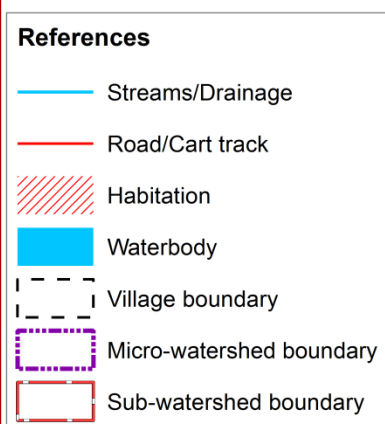 References
Streams/Drainage
Road/Cart track
Habitation
Waterbody
Village boundary
Micro-watershed boundary
Sub-watershed boundary